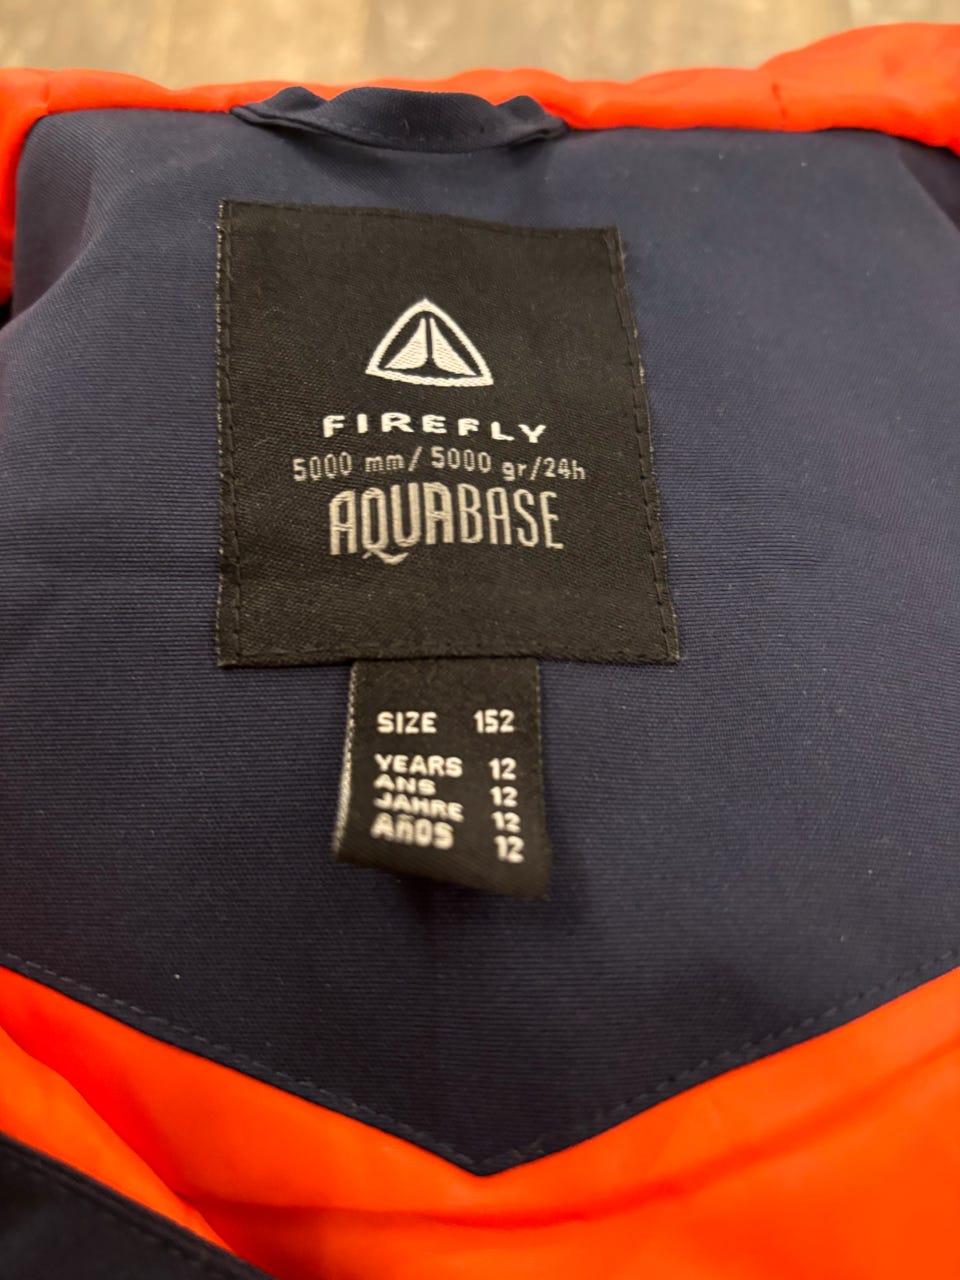 FIREFLY
5000 mm/5000 gr/24h
AQUABASE
SIZE 152
YEARS 12
ANS 12
JAHRE 12
AñOS 12